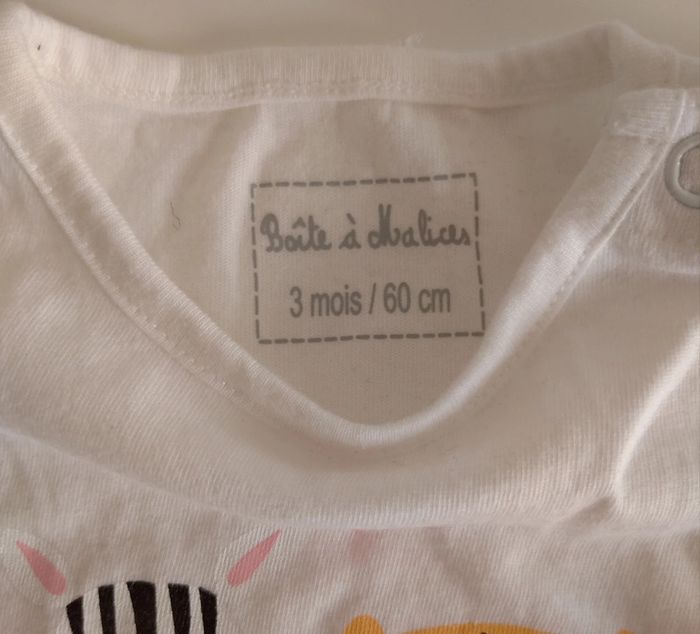 Boîte à Malices
3 mois / 60 cm